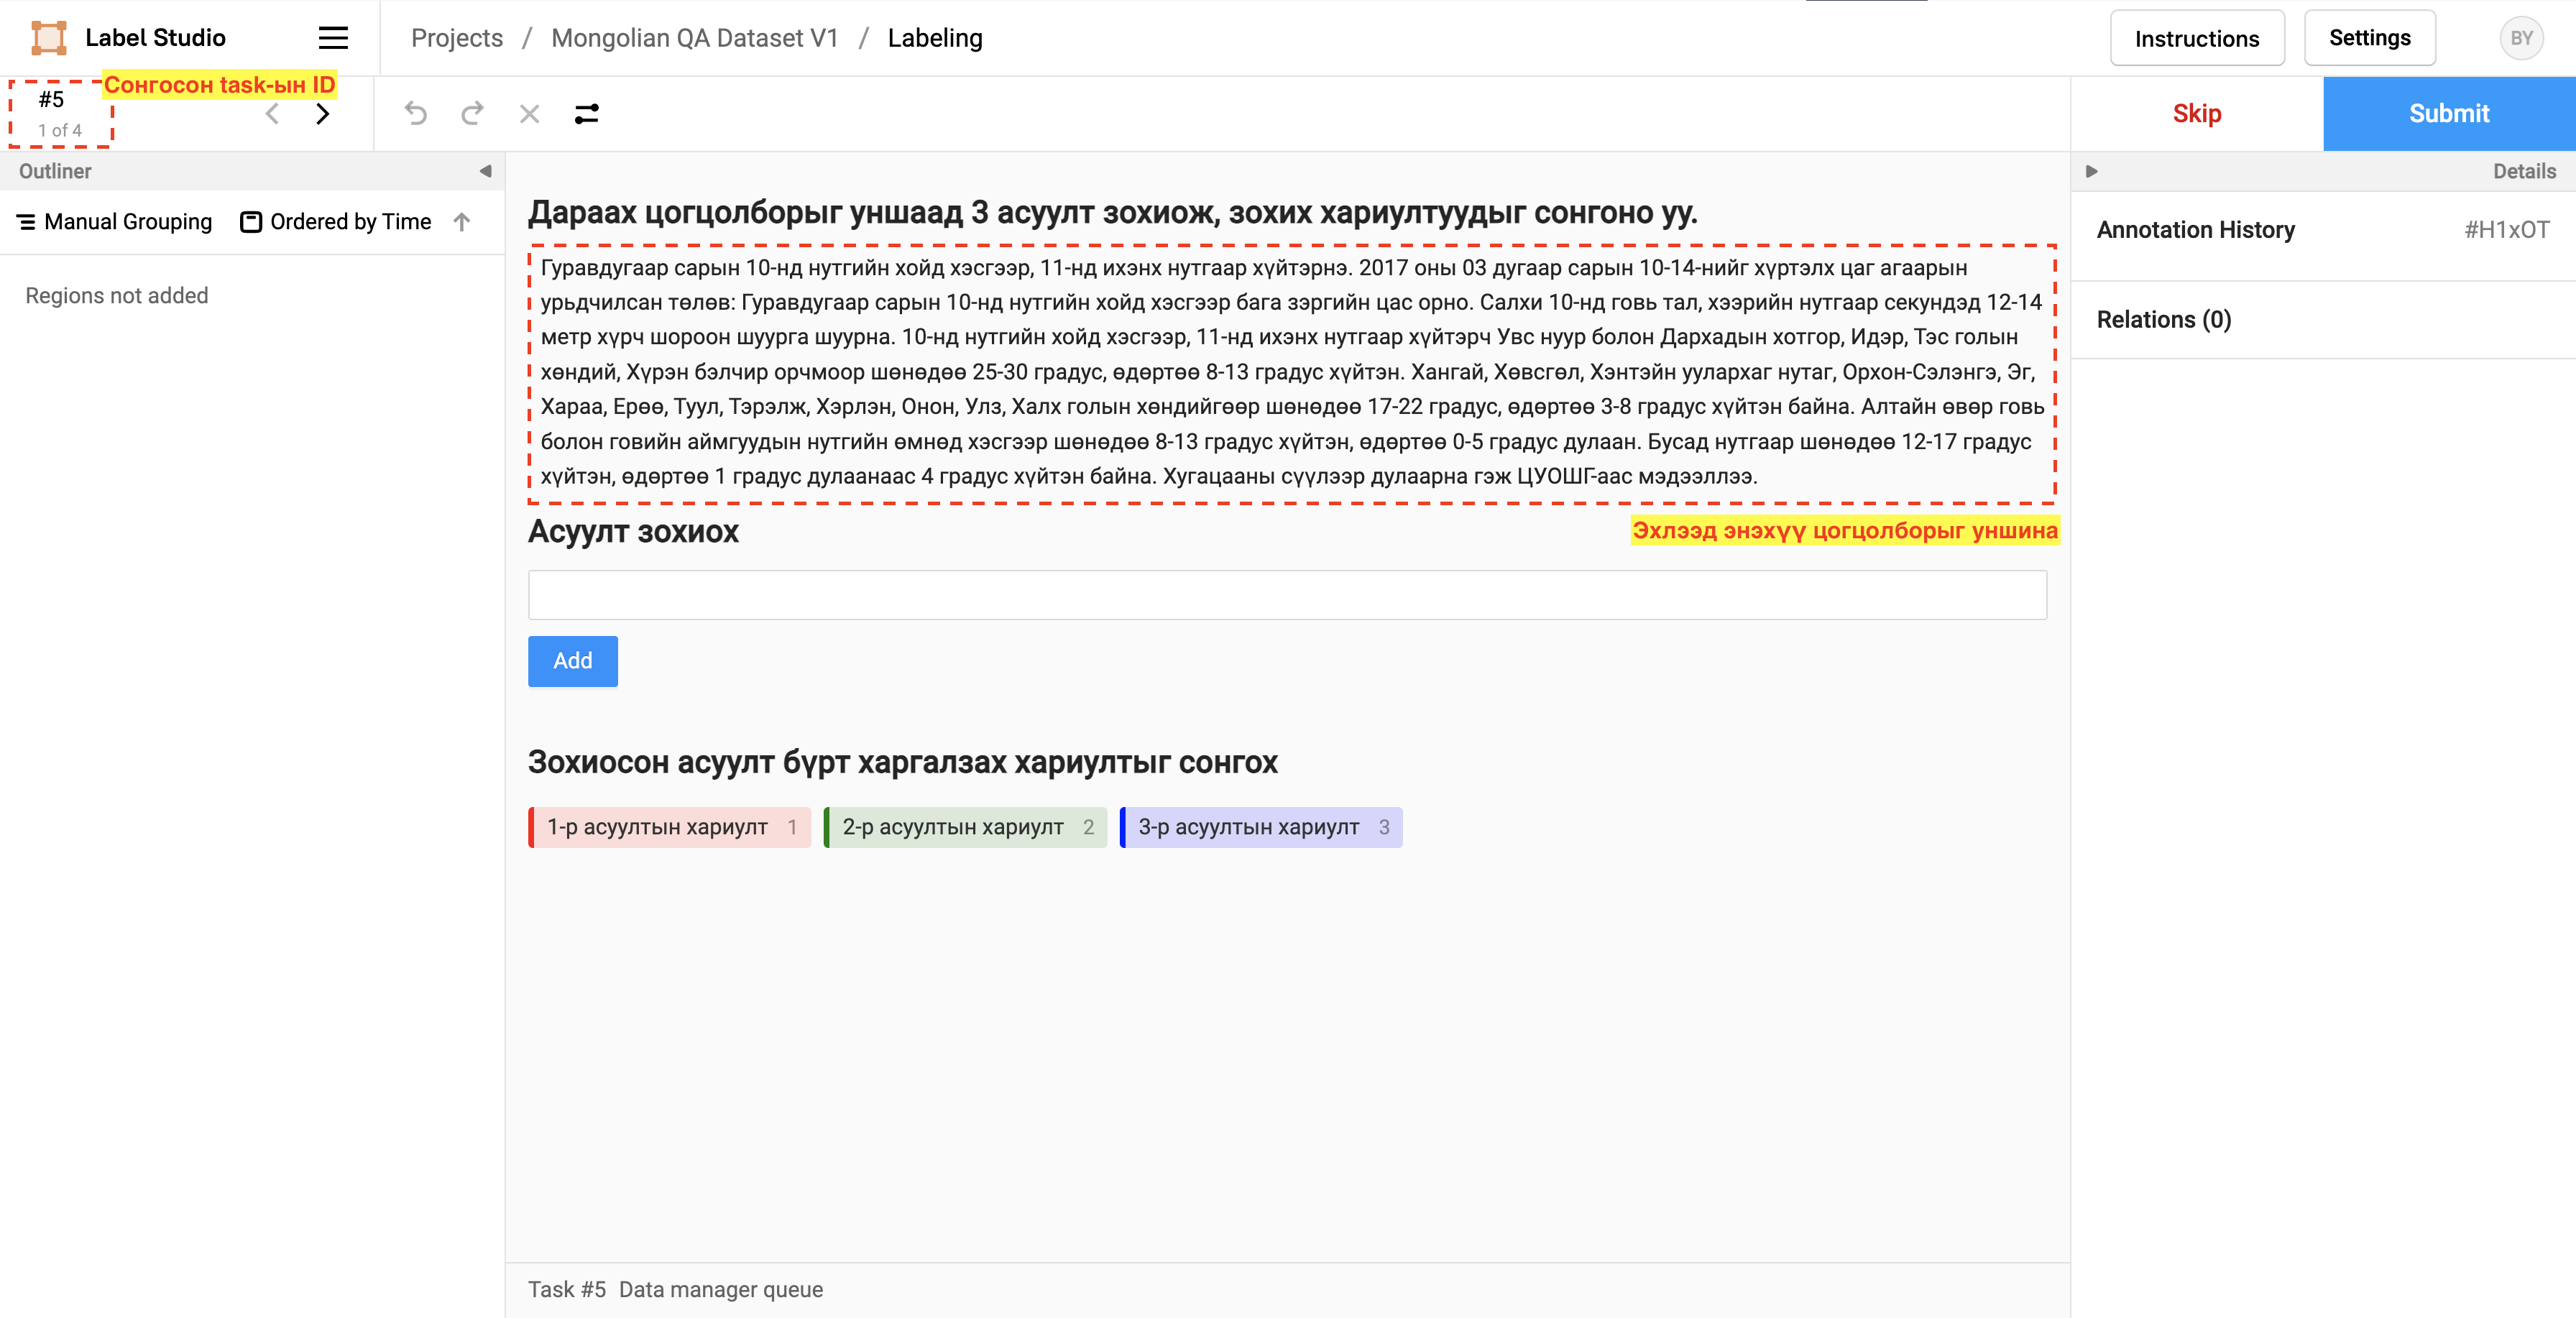 Label Studio
Projects / Mongolian QA Dataset V1 / Labeling
Instructions
Settings
BY
#5
1 of 4
Сонгосон task-ын ID
Skip
Submit
Outliner
Details
Manual Grouping
Ordered by Time
Regions not added
Annotation History
#H1xOT
Relations (0)
Дараах цогцолборыг уншаад 3 асуулт зохиож, зохих хариултуудыг сонгоно уу.
Гуравдугаар сарын 10-нд нутгийн хойд хэсгээр, 11-нд ихэнх нутгаар хүйтэрнэ. 2017 оны 03 дугаар сарын 10-14-нийг хүртэлх цаг агаарын
урьдчилсан төлөв: Гуравдугаар сарын 10-нд нутгийн хойд хэсгээр бага зэргийн цас орно. Салхи 10-нд говь тал, хээрийн нутгаар секундэд 12-14
метр хүрч шороон шуурга шуурна. 10-нд нутгийн хойд хэсгээр, 11-нд ихэнх нутгаар хүйтэрч Увс нуур болон Дархадын хотгор, Идэр, Тэс голын
хөндий, Хүрэн бэлчир орчмоор шөнөдөө 25-30 градус, өдөртөө 8-13 градус хүйтэн. Хангай, Хөвсгөл, Хэнтэйн уулархаг нутаг, Орхон-Сэлэнгэ, Эг,
Хараа, Ерөө, Туул, Тэрэлж, Хэрлэн, Онон, Улз, Халх голын хөндийгөөр шөнөдөө 17-22 градус, өдөртөө 3-8 градус хүйтэн байна. Алтайн өвөр говь
болон говийн аймгуудын нутгийн өмнөд хэсгээр шөнөдөө 8-13 градус хүйтэн, өдөртөө 0-5 градус дулаан. Бусад нутгаар шөнөдөө 12-17 градус
хүйтэн, өдөртөө 1 градус дулаанаас 4 градус хүйтэн байна. Хугацааны сүүлээр дулаарна гэж ЦУОШГ-аас мэдээллээ.
Асуулт зохиох
Эхлээд энэхүү цогцолборыг уншина
Add
Зохиосон асуулт бүрт харгалзах хариултыг сонгох
1-р асуултын хариулт 1
2-р асуултын хариулт 2
3-р асуултын хариулт 3
Task #5 Data manager queue